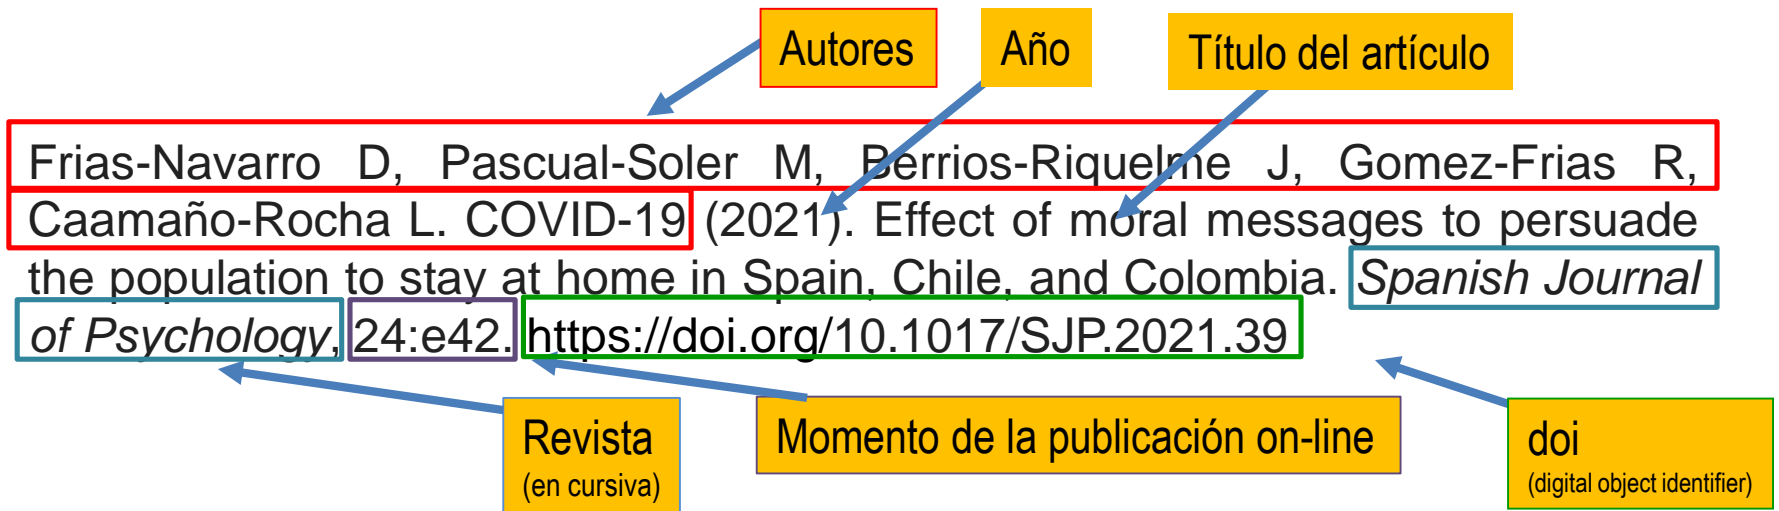 Autores
Año
Título del artículo
Frias-Navarro D, Pascual-Soler M, Berrios-Riquelme J, Gomez-Frias R,
Caamaño-Rocha L. COVID-19 (2021). Effect of moral messages to persuade
the population to stay at home in Spain, Chile, and Colombia. Spanish Journal
of Psychology, 24:e42. https://doi.org/10.1017/SJP.2021.39
Revista
(en cursiva)
Momento de la publicación on-line
doi
(digital object identifier)